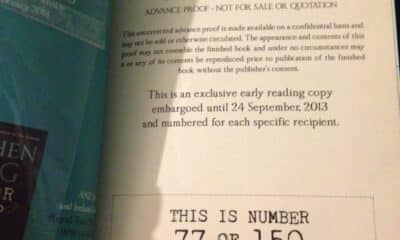 ADVANCE PROOF - NOT FOR SALE OR QUOTATION
This uncorrected advance proof is made available on a confidential basis and
may not be sold or otherwise circulated. The appearance and contents of this
proof may not resemble the finished book and under no circumstances may
it or any of its contents be reproduced prior to publication of the finished
book without the publisher's consent.
This is an exclusive early reading copy
embargoed until 24 September, 2013
and numbered for each specific recipient.
HEN
NG
OR
THIS IS NUMBER
77 OF 150